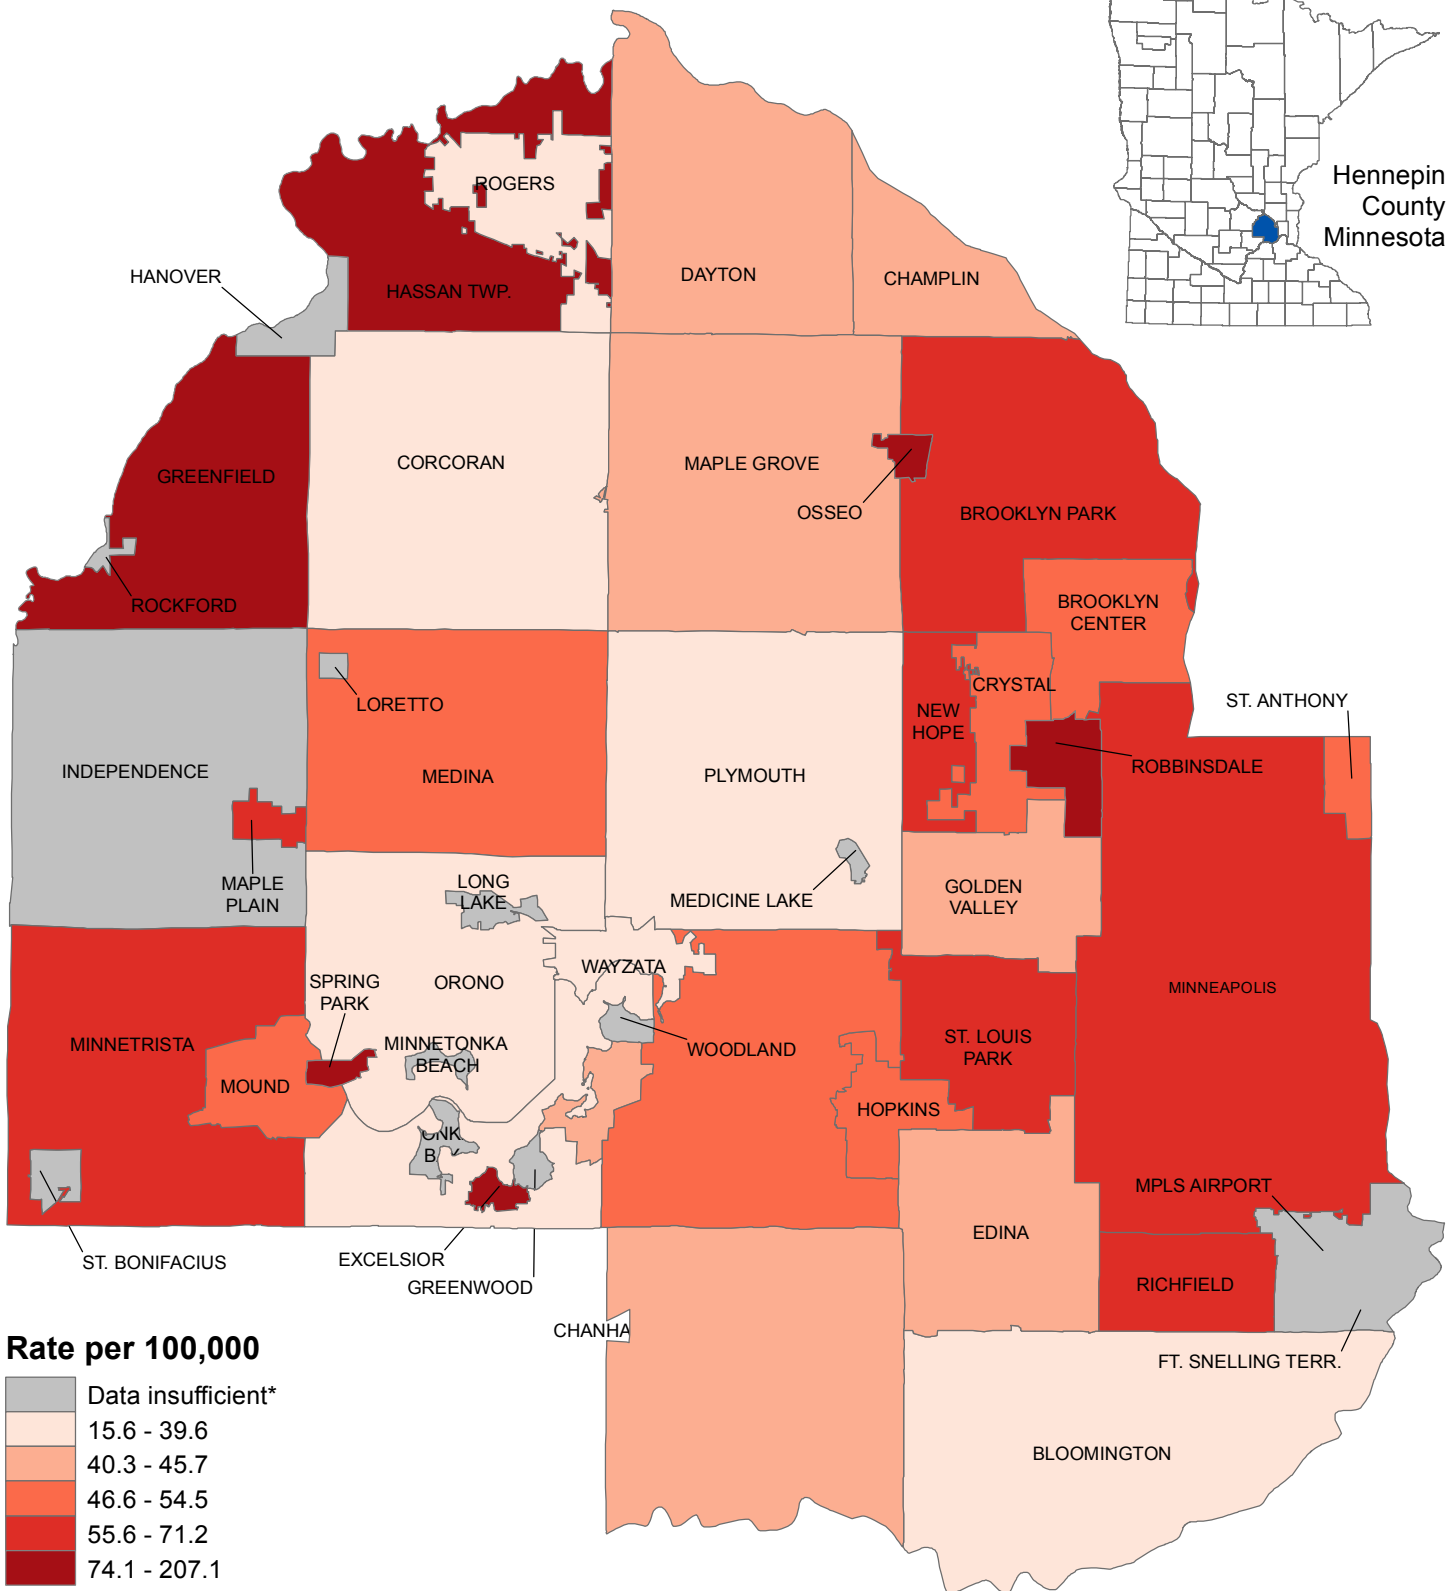 Hennepin
County
Minnesota
ROGERS
HANOVER
HASSAN TWP.
DAYTON
CHAMPLIN
GREENFIELD
CORCORAN
MAPLE GROVE
OSSEO
BROOKLYN PARK
ROCKFORD
BROOKLYN
CENTER
LORETTO
CRYSTAL
NEW
HOPE
ST. ANTHONY
INDEPENDENCE
MEDINA
PLYMOUTH
ROBBINSDALE
MAPLE
PLAIN
LONG
LAKE
MEDICINE LAKE
GOLDEN
VALLEY
WAYZATA
SPRING
PARK
ORONO
MINNEAPOLIS
MINNETRISTA
MINNETONKA
BEACH
WOODLAND
ST. LOUIS
PARK
MOUND
HOPKINS
ONK
B
MPLS AIRPORT
EDINA
ST. BONIFACIUS
EXCELSIOR
GREENWOOD
RICHFIELD
CHANHA
FT. SNELLING TERR.
BLOOMINGTON
Rate per 100,000
Data insufficient*
15.6 - 39.6
40.3 - 45.7
46.6 - 54.5
55.6 - 71.2
74.1 - 207.1